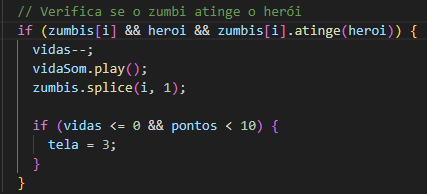 // Verifica se o zumbi atinge o herói
if (zumbis[i] && heroi && zumbis[i].atinge(heroi)) {
vidas--;
vidaSom.play();
zumbis.splice(i, 1);
if (vidas <= 0 && pontos < 10) {
tela = 3;
}
}